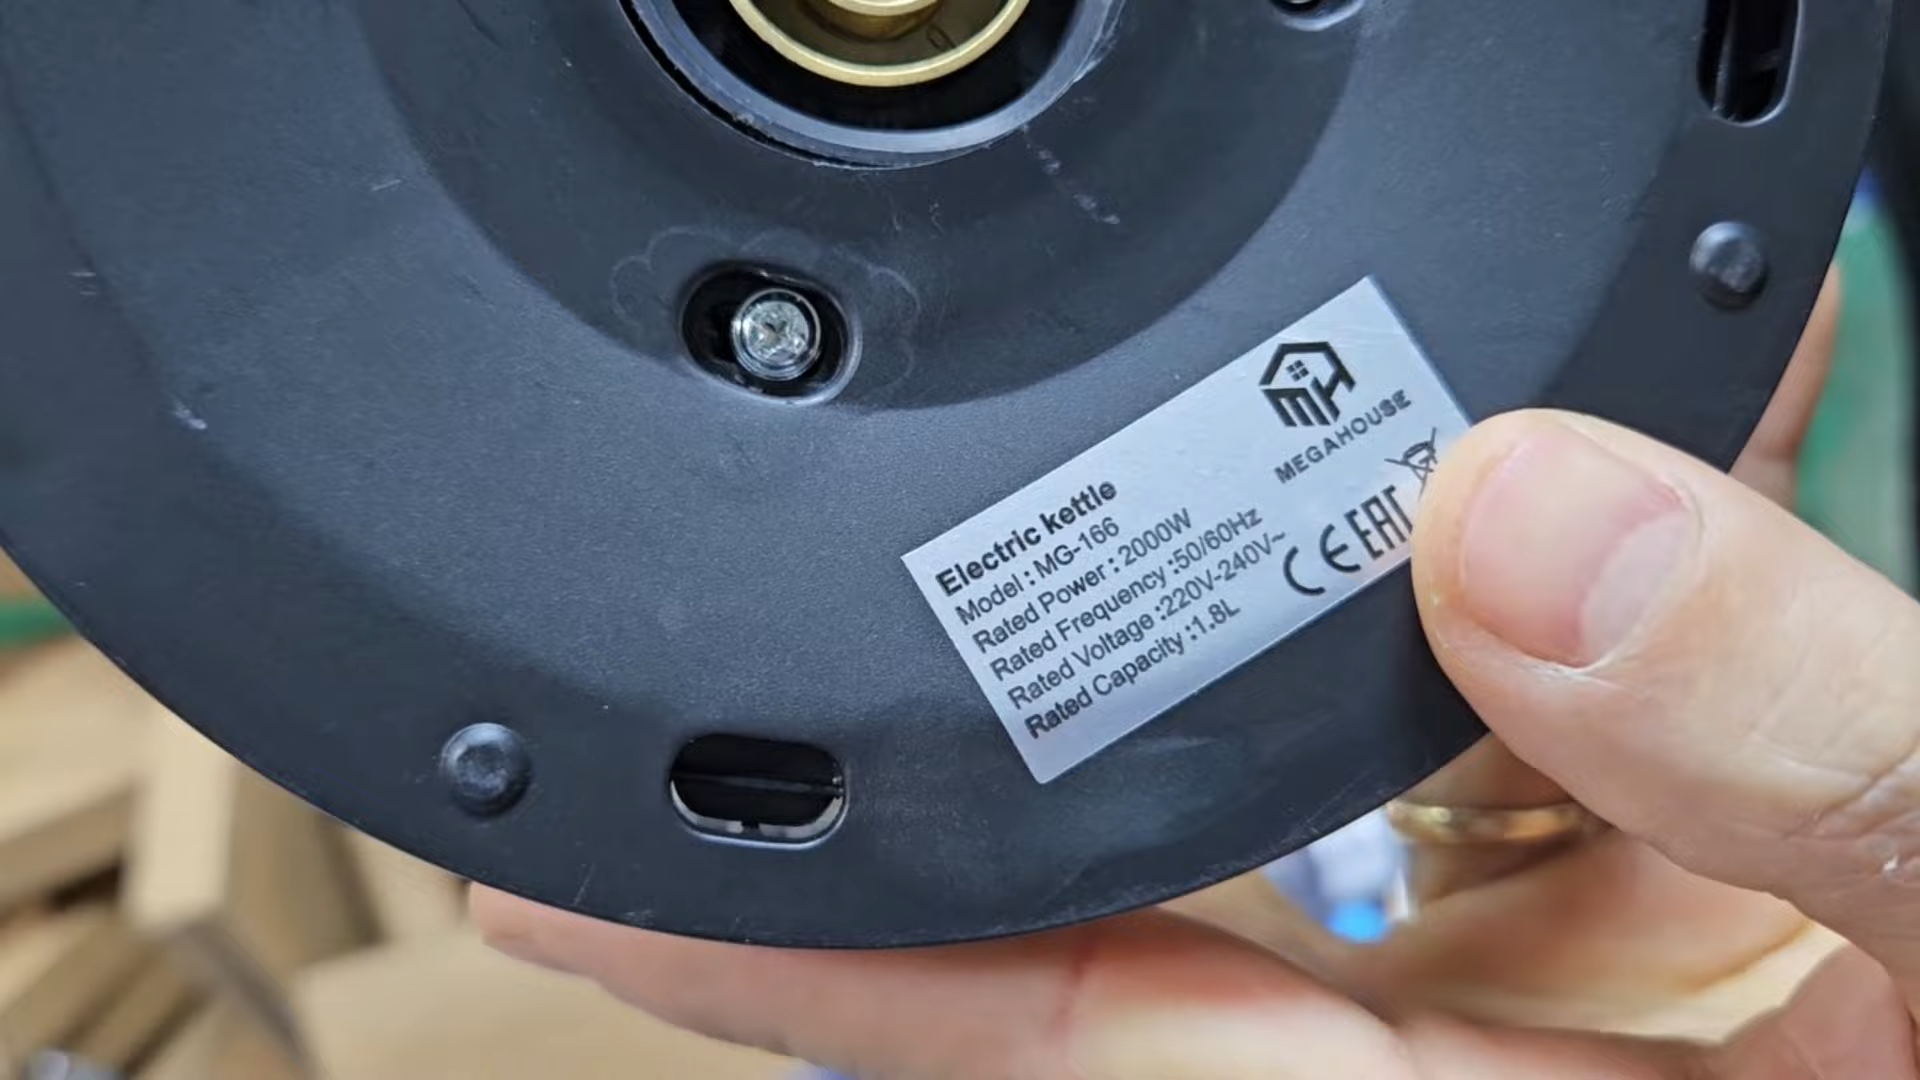 MH
MEGAHOUSE
Electric kettle
Model : MG-166
Rated Power : 2000W
Rated Frequency :50/60Hz
Rated Voltage :220V-240V~
Rated Capacity :1.8L
CE EAC